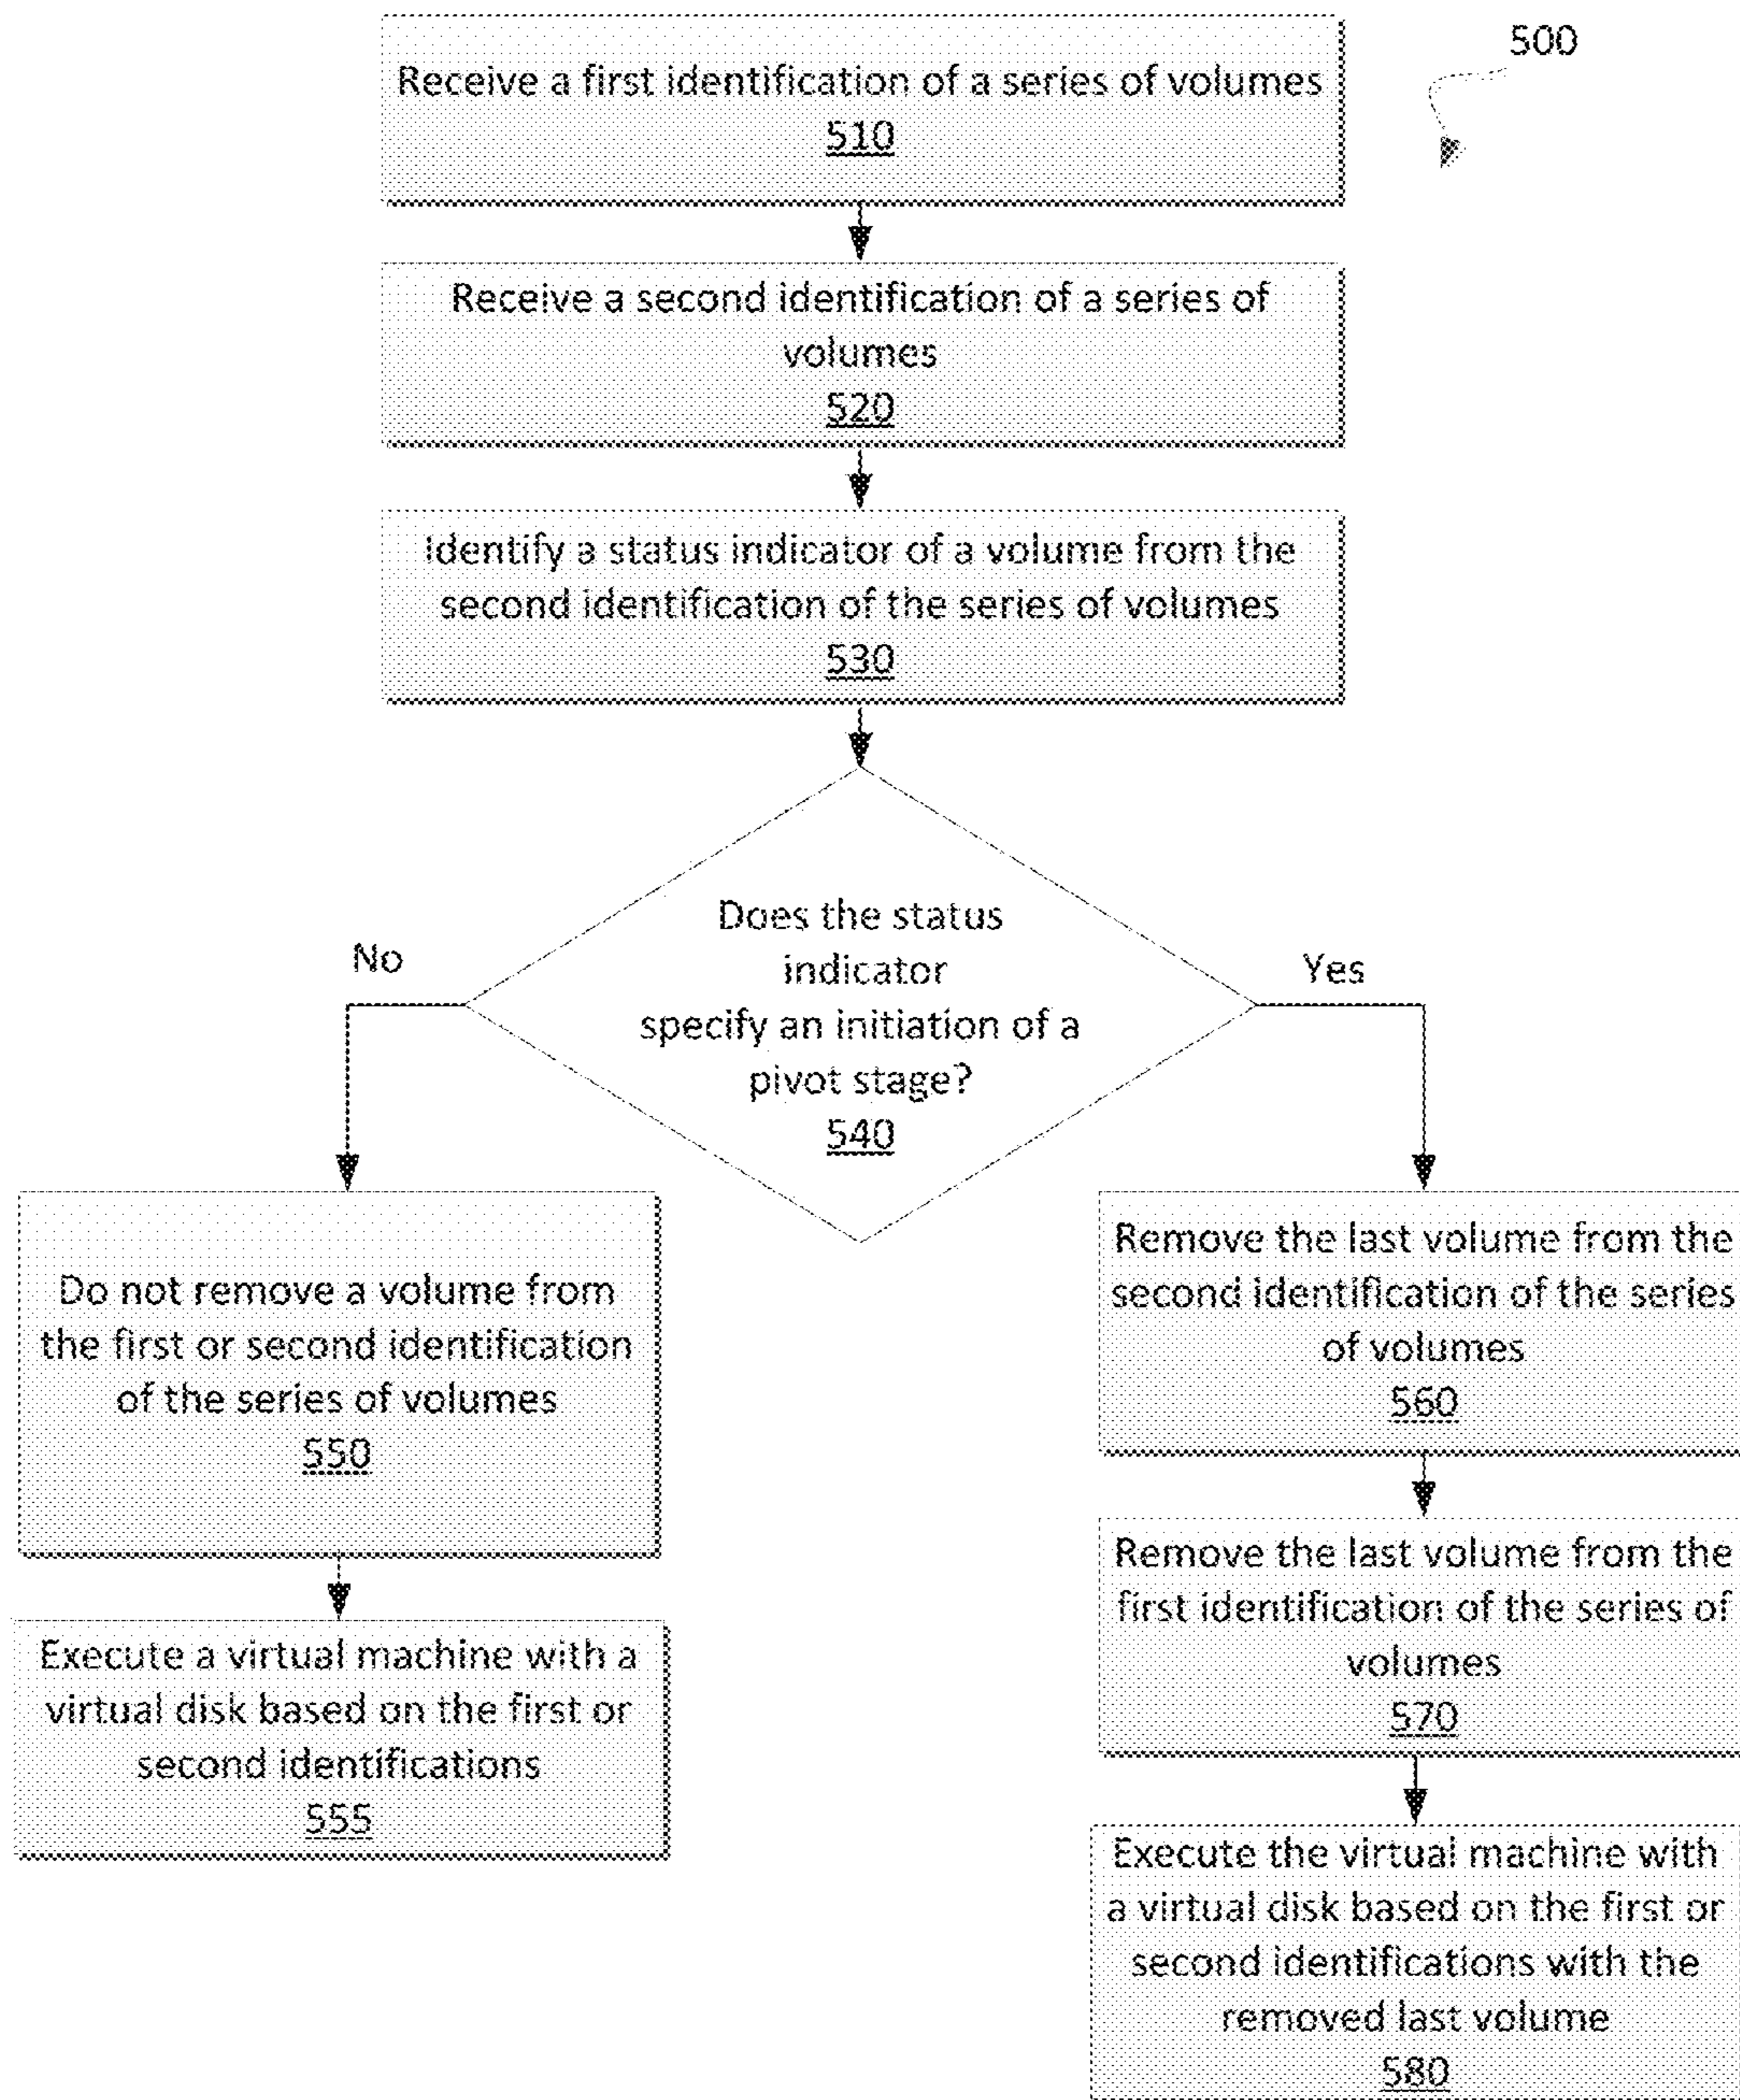 500
Receive a first identification of a series of volumes
510
Receive a second identification of a series of
volumes
520
Identify a status indicator of a volume from the
second identification of the series of volumes
530
Does the status
indicator
specify an initiation of a
pivot stage?
540
No
Yes
Do not remove a volume from
the first or second identification
of the series of volumes
550
Execute a virtual machine with a
virtual disk based on the first or
second identifications
555
Remove the last volume from the
second identification of the series
of volumes
560
Remove the last volume from the
first identification of the series of
volumes
570
Execute the virtual machine with
a virtual disk based on the first or
second identifications with the
removed last volume
580